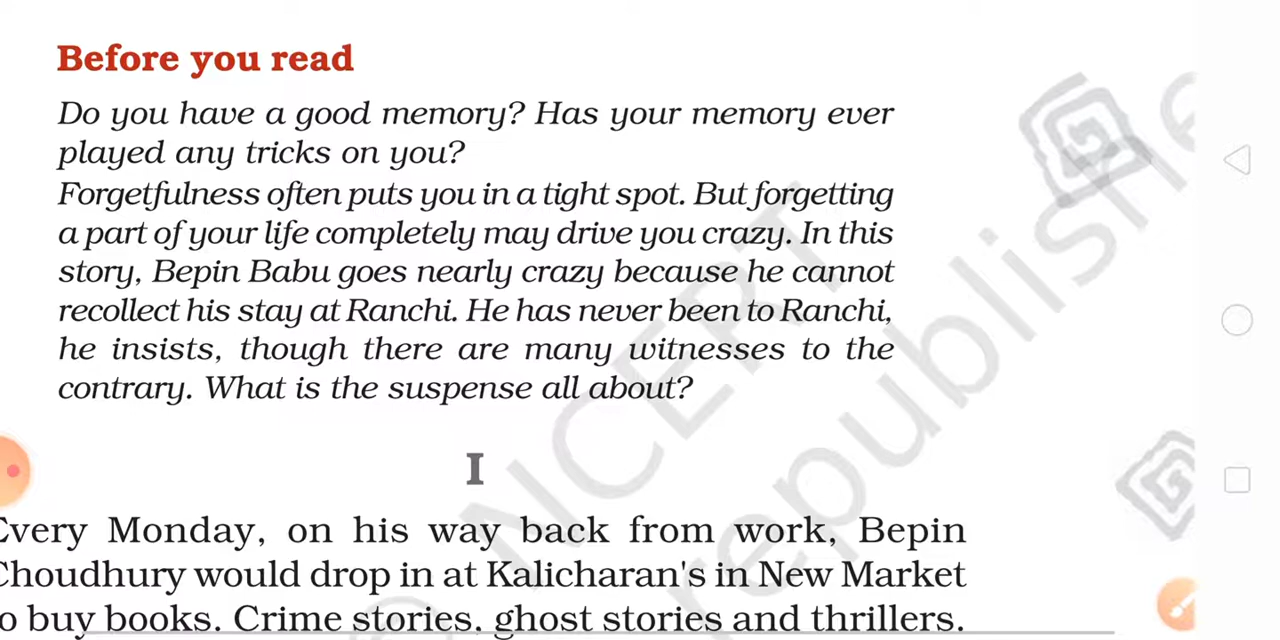 Before you read
Do you have a good memory? Has your memory ever
played any tricks on you?
Forgetfulness often puts you in a tight spot. But forgetting
a part of your life completely may drive you crazy. In this
story, Bepin Babu goes nearly crazy because he cannot
recollect his stay at Ranchi. He has never been to Ranchi,
he insists, though there are many witnesses to the
contrary. What is the suspense all about?
I
Every Monday, on his way back from work, Bepin
Choudhury would drop in at Kalicharan's in New Market
to buy books. Crime stories, ghost stories and thrillers.
© NCERT
republishe